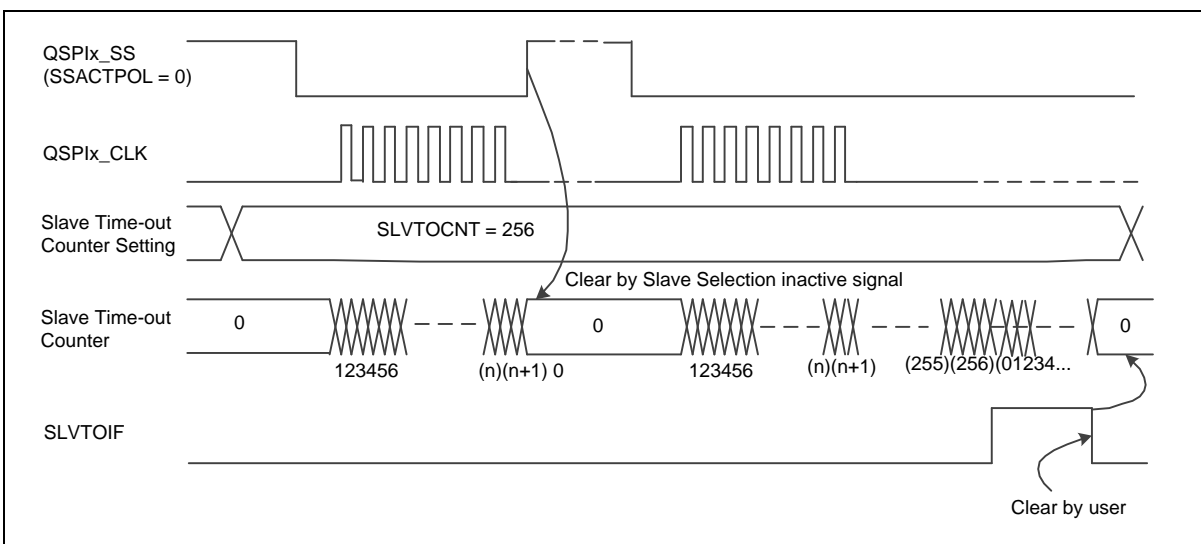 QSPIx_SS
(SSACTPOL = 0)
QSPIx_CLK
Slave Time-out
Counter Setting
SLVTOCNT = 256
Clear by Slave Selection inactive signal
Slave Time-out
Counter
0
0
0
123456
(n)(n+1) 0
123456
(n)(n+1)
(255)(256)(01234...
SLVTOIF
Clear by user